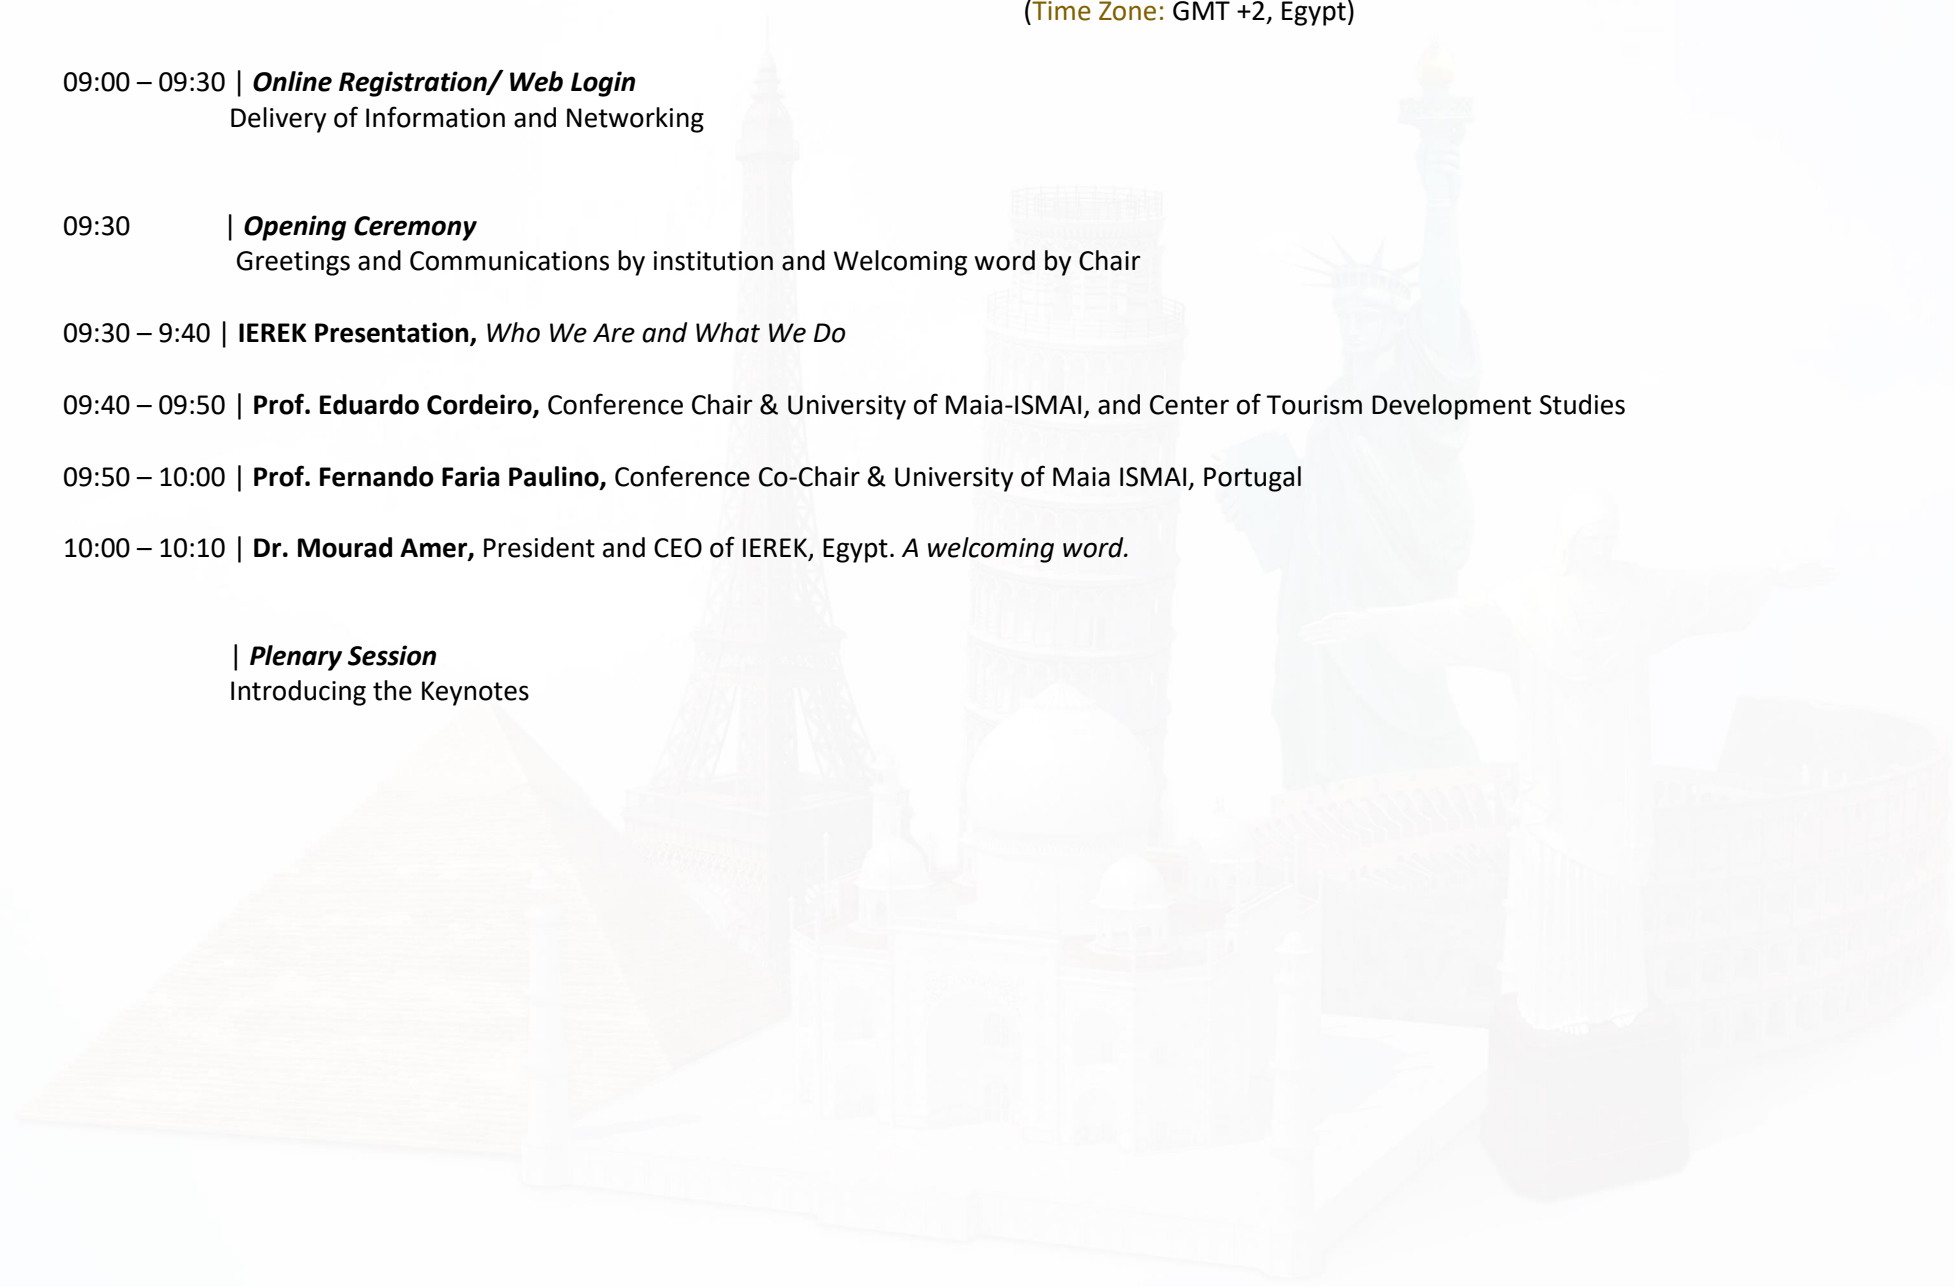 (Time Zone: GMT +2, Egypt)
09:00 – 09:30 | Online Registration/ Web Login
Delivery of Information and Networking
09:30 | Opening Ceremony
Greetings and Communications by institution and Welcoming word by Chair
09:30 – 9:40 | IEREK Presentation, Who We Are and What We Do
09:40 – 09:50 | Prof. Eduardo Cordeiro, Conference Chair & University of Maia-ISMAI, and Center of Tourism Development Studies
09:50 – 10:00 | Prof. Fernando Faria Paulino, Conference Co-Chair & University of Maia ISMAI, Portugal
10:00 – 10:10 | Dr. Mourad Amer, President and CEO of IEREK, Egypt. A welcoming word.
| Plenary Session
Introducing the Keynotes